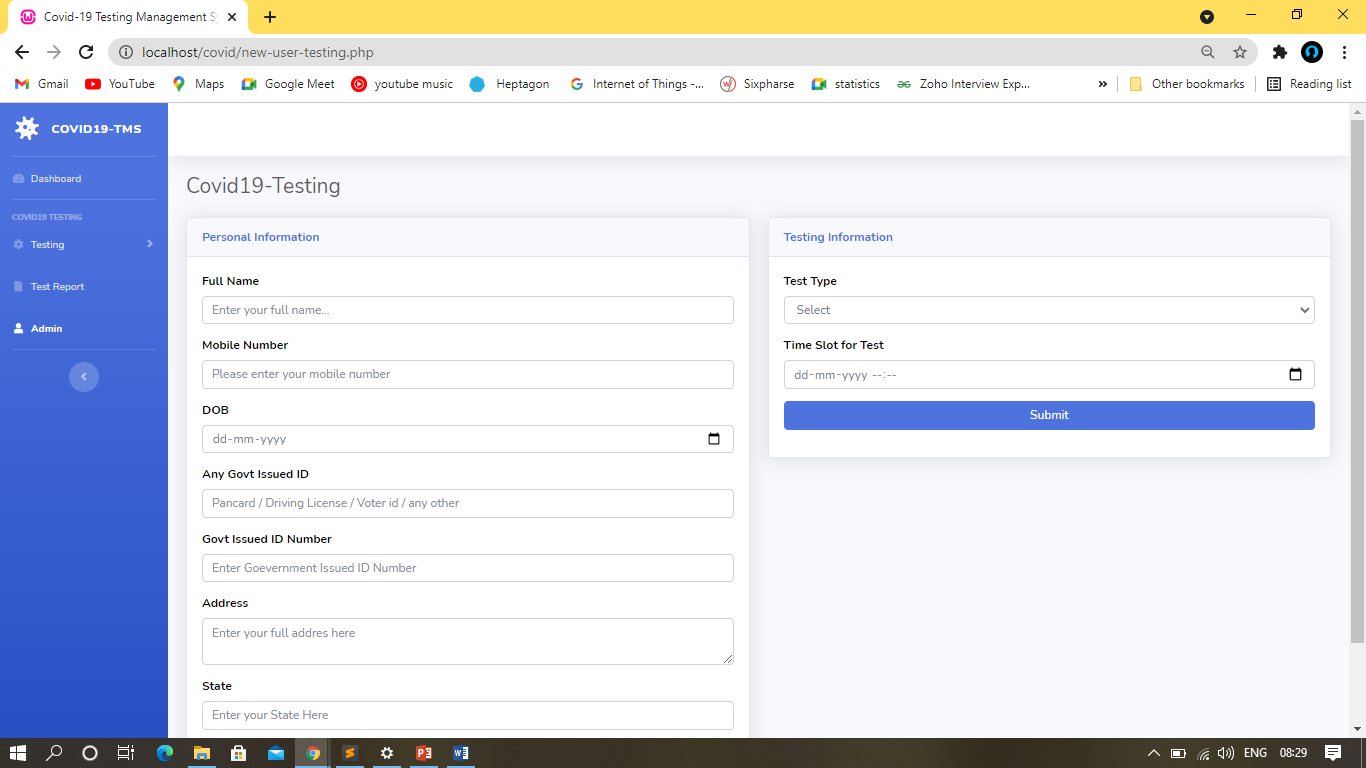 Covid-19 Testing Management S
localhost/covid/new-user-testing.php
Gmail
YouTube
Maps
Google Meet
youtube music
Heptagon
Internet of Things -...
Sixpharse
statistics
Zoho Interview Exp...
»
Other bookmarks
Reading list
COVID19-TMS
Dashboard
COVID19 TESTING
Testing
Test Report
Admin
Covid19-Testing
Personal Information
Full Name
Enter your full name...
Mobile Number
Please enter your mobile number
DOB
dd-mm-yyyy
Any Govt Issued ID
Pancard / Driving License / Voter id / any other
Govt Issued ID Number
Enter Goevernment Issued ID Number
Address
Enter your full addres here
State
Enter your State Here
Testing Information
Test Type
Select
Time Slot for Test
dd-mm-yyyy --:--
Submit
ENG
08:29